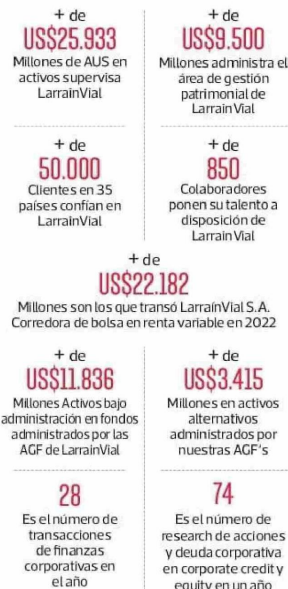 + de
US$25.933
Millones de AUS en
activos supervisa
LarrainVial
+ de
US$9.500
Millones administra el
área de gestión
patrimonial de
LarrainVial
+ de
50.000
Clientes en 35
países confían en
LarrainVial
+ de
850
Colaboradores
ponen su talento a
disposición de
LarrainVial
+ de
US$22.182
Millones son los que transó LarraínVial S.A.
Corredora de bolsa en renta variable en 2022
+ de
US$11.836
Millones Activos bajo
administración en fondos
administrados por las
AGF de LarrainVial
+ de
US$3.415
Millones en activos
alternativos
administrados por
nuestras AGF's
28
Es el número de
transacciones
de finanzas
corporativas en
el año
74
Es el número de
research de acciones
y deuda corporativa
en corporate credit y
equity en un año